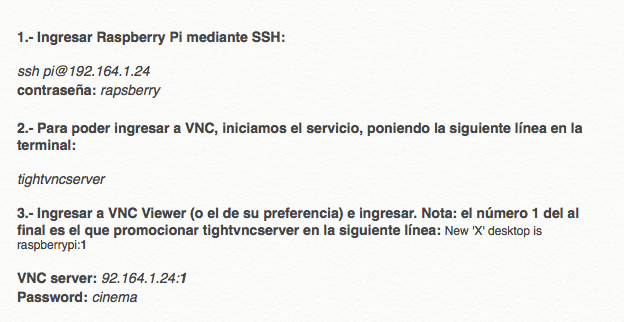 1.- Ingresar Raspberry Pi mediante SSH:
ssh pi@192.164.1.24
contraseña: rapsberry
2.- Para poder ingresar a VNC, iniciamos el servicio, poniendo la siguiente línea en la
terminal:
tightvncserver
3.- Ingresar a VNC Viewer (o el de su preferencia) e ingresar. Nota: el número 1 del al
final es el que promocionar tightvncserver en la siguiente línea: New 'X' desktop is
raspberrypi:1
VNC server: 92.164.1.24:1
Password: cinema